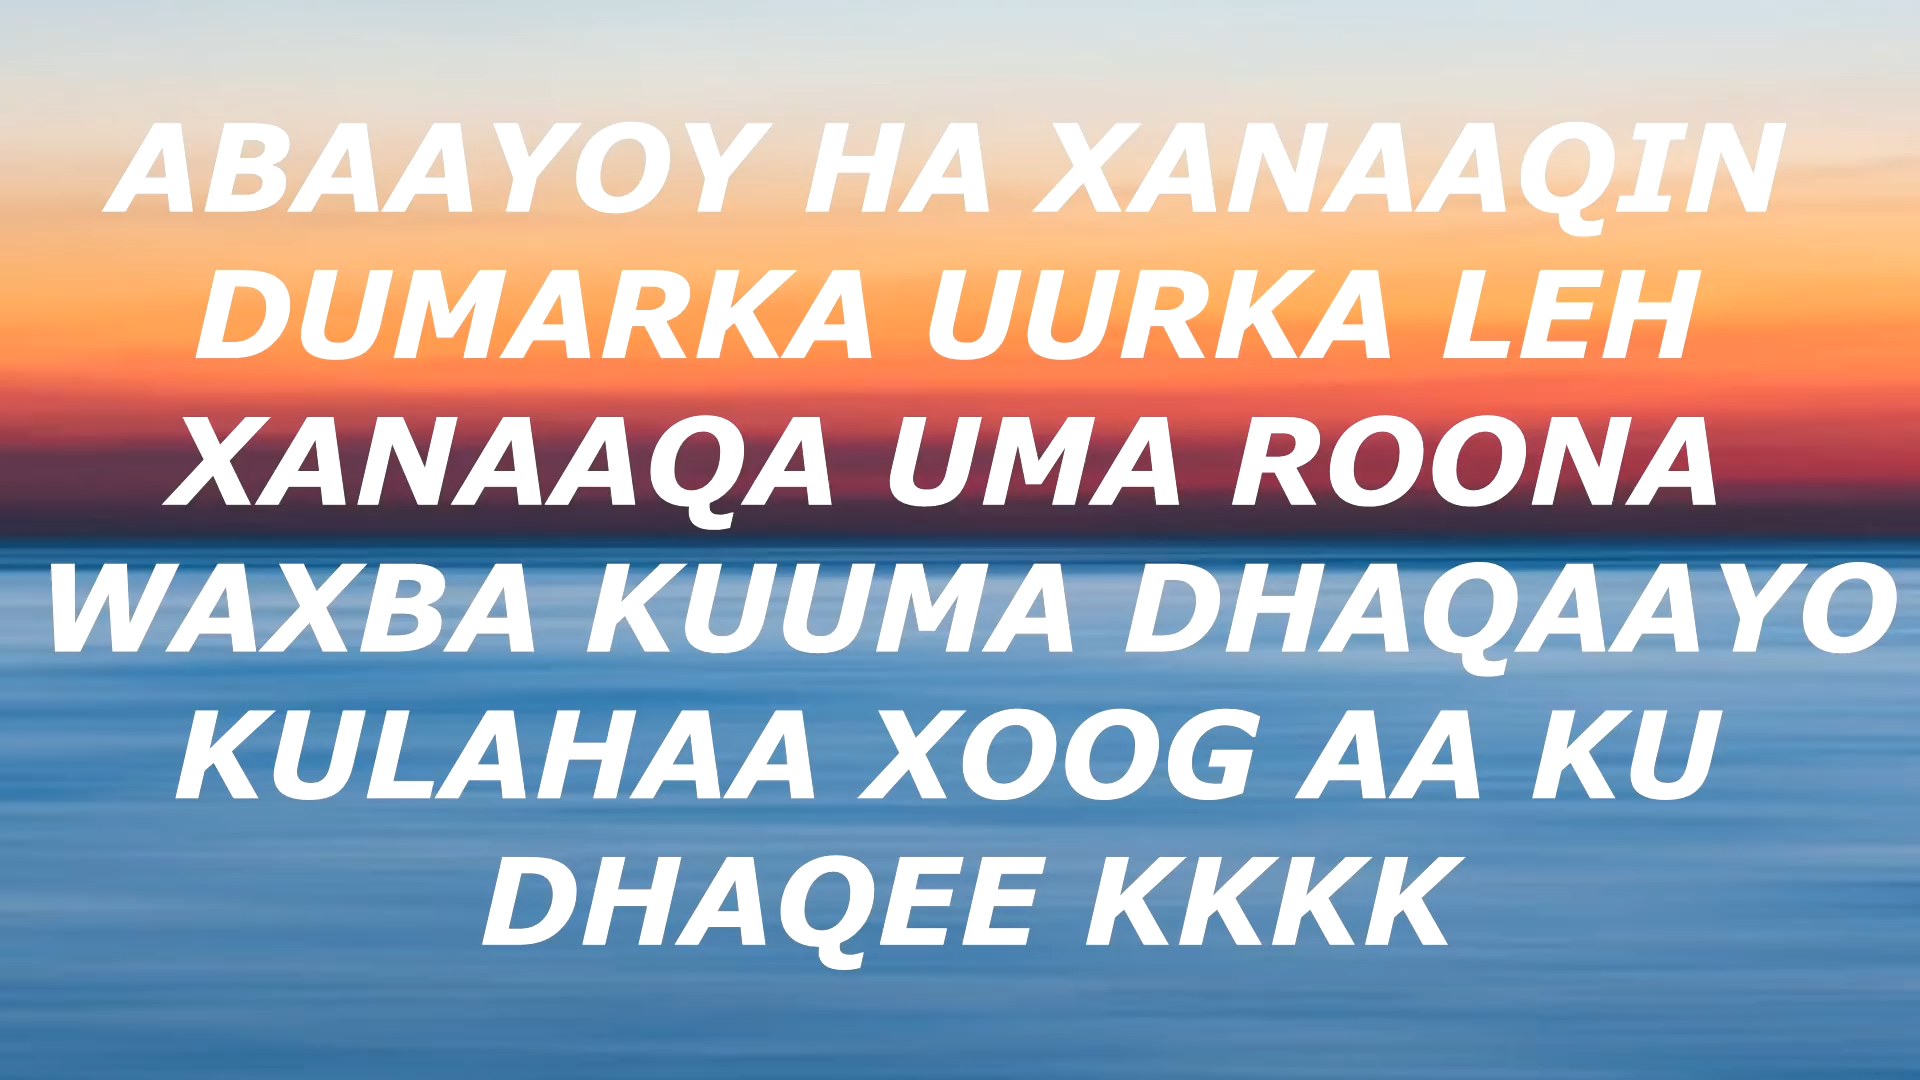 ABAAYOY HA XANAAQIN
DUMARKA UURKA LEH
XANAAQA UMA ROONA
WAXBA KUUMA DHAQAAYO
KULAHAA XOOG AA KU
DHAQEE KKKK